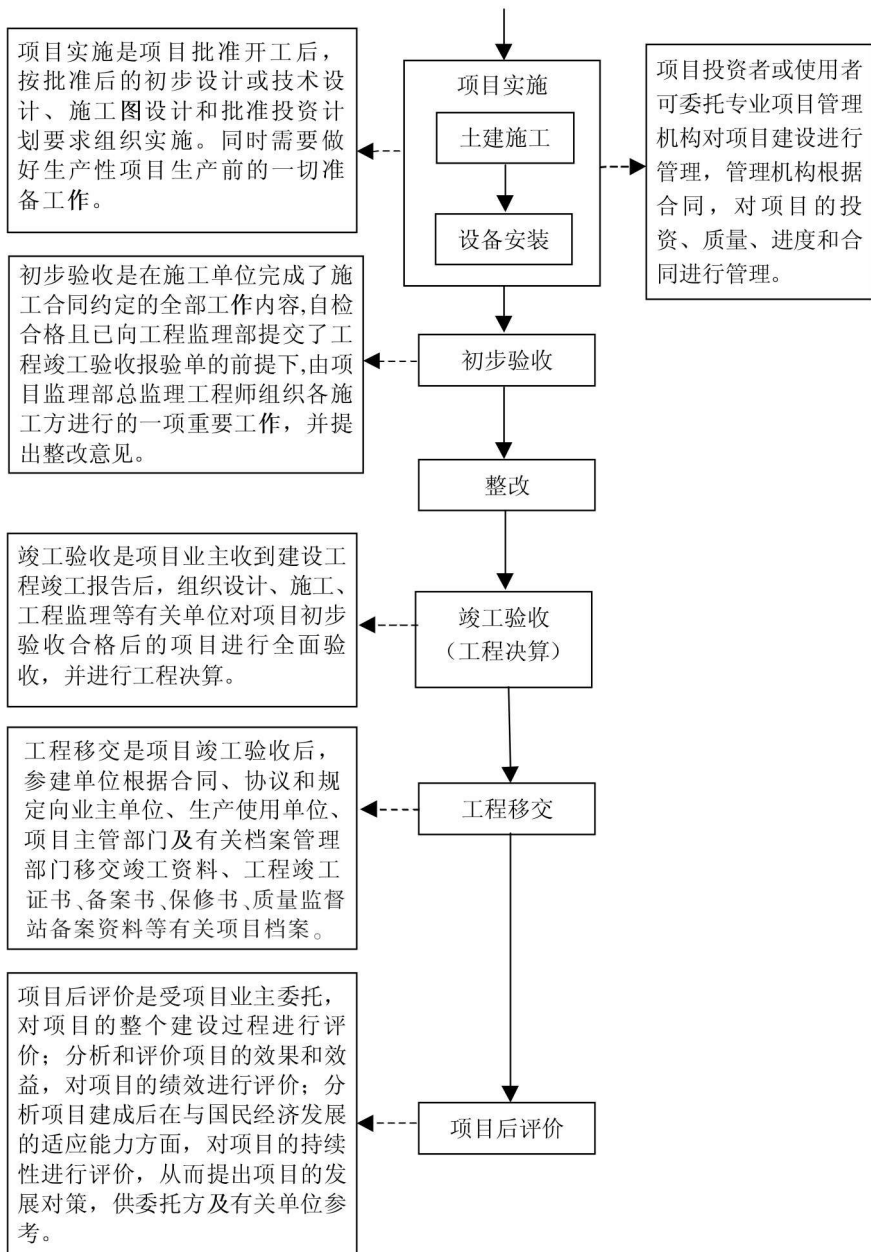 项目实施是项目批准开工后，
按批准后的初步设计或技术设
计、施工图设计和批准投资计
划要求组织实施。同时需要做
好生产性项目生产前的一切准
备工作。
项目实施
土建施工
设备安装
项目投资者或使用者
可委托专业项目管理
机构对项目建设进行
管理，管理机构根据
合同，对项目的投
资、质量、进度和合
同进行管理。
初步验收是在施工单位完成了施
工合同约定的全部工作内容,自检
合格且已向工程监理部提交了工
程竣工验收报验单的前提下,由项
目监理部总监理工程师组织各施
工方进行的一项重要工作，并提
出整改意见。
初步验收
整改
竣工验收是项目业主收到建设工
程竣工报告后，组织设计、施工、
工程监理等有关单位对项目初步
验收合格后的项目进行全面验
收，并进行工程决算。
竣工验收
（工程决算）
工程移交是项目竣工验收后，
参建单位根据合同、协议和规
定向业主单位、生产使用单位、
项目主管部门及有关档案管理
部门移交竣工资料、工程竣工
证书、备案书、保修书、质量监督
站备案资料等有关项目档案。
工程移交
项目后评价是受项目业主委托，
对项目的整个建设过程进行评
价；分析和评价项目的效果和效
益，对项目的绩效进行评价；分
析项目建成后在与国民经济发展
的适应能力方面，对项目的持续
性进行评价，从而提出项目的发
展对策，供委托方及有关单位参
考。
项目后评价